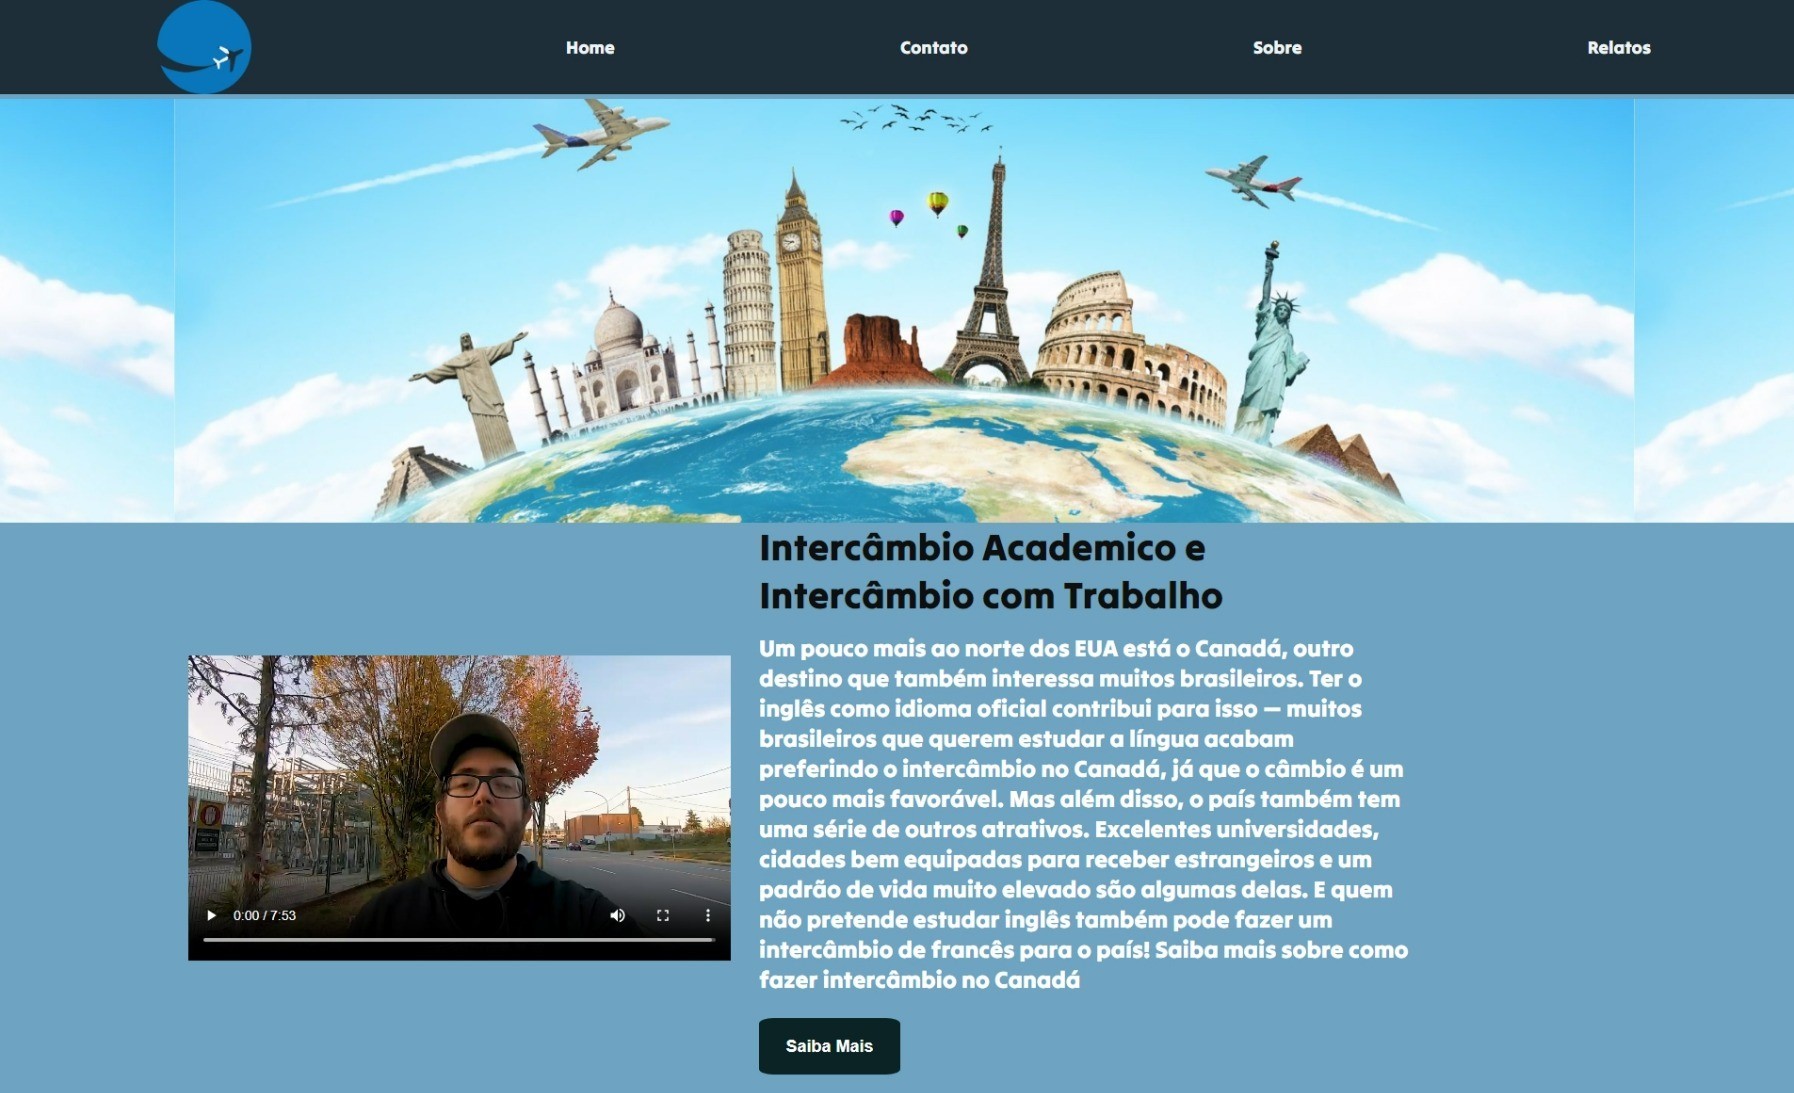 Home
Contato
Sobre
Relatos
Intercâmbio Academico e
Intercâmbio com Trabalho
Um pouco mais ao norte dos EUA está o Canadá, outro
destino que também interessa muitos brasileiros. Ter o
inglês como idioma oficial contribui para isso — muitos
brasileiros que querem estudar a língua acabam
preferindo o intercâmbio no Canadá, já que o câmbio é um
pouco mais favorável. Mas além disso, o país também tem
uma série de outros atrativos. Excelentes universidades,
cidades bem equipadas para receber estrangeiros e um
padrão de vida muito elevado são algumas delas. E quem
não pretende estudar inglês também pode fazer um
intercâmbio de francês para o país! Saiba mais sobre como
fazer intercâmbio no Canadá
0:00 / 7:53
Saiba Mais